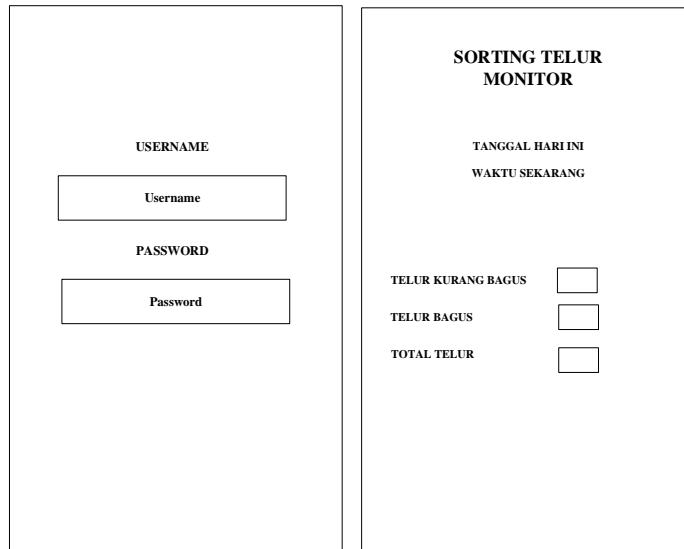 USERNAME
Username
PASSWORD
Password
SORTING TELUR
MONITOR
TANGGAL HARI INI
WAKTU SEKARANG
TELUR KURANG BAGUS
TELUR BAGUS
TOTAL TELUR